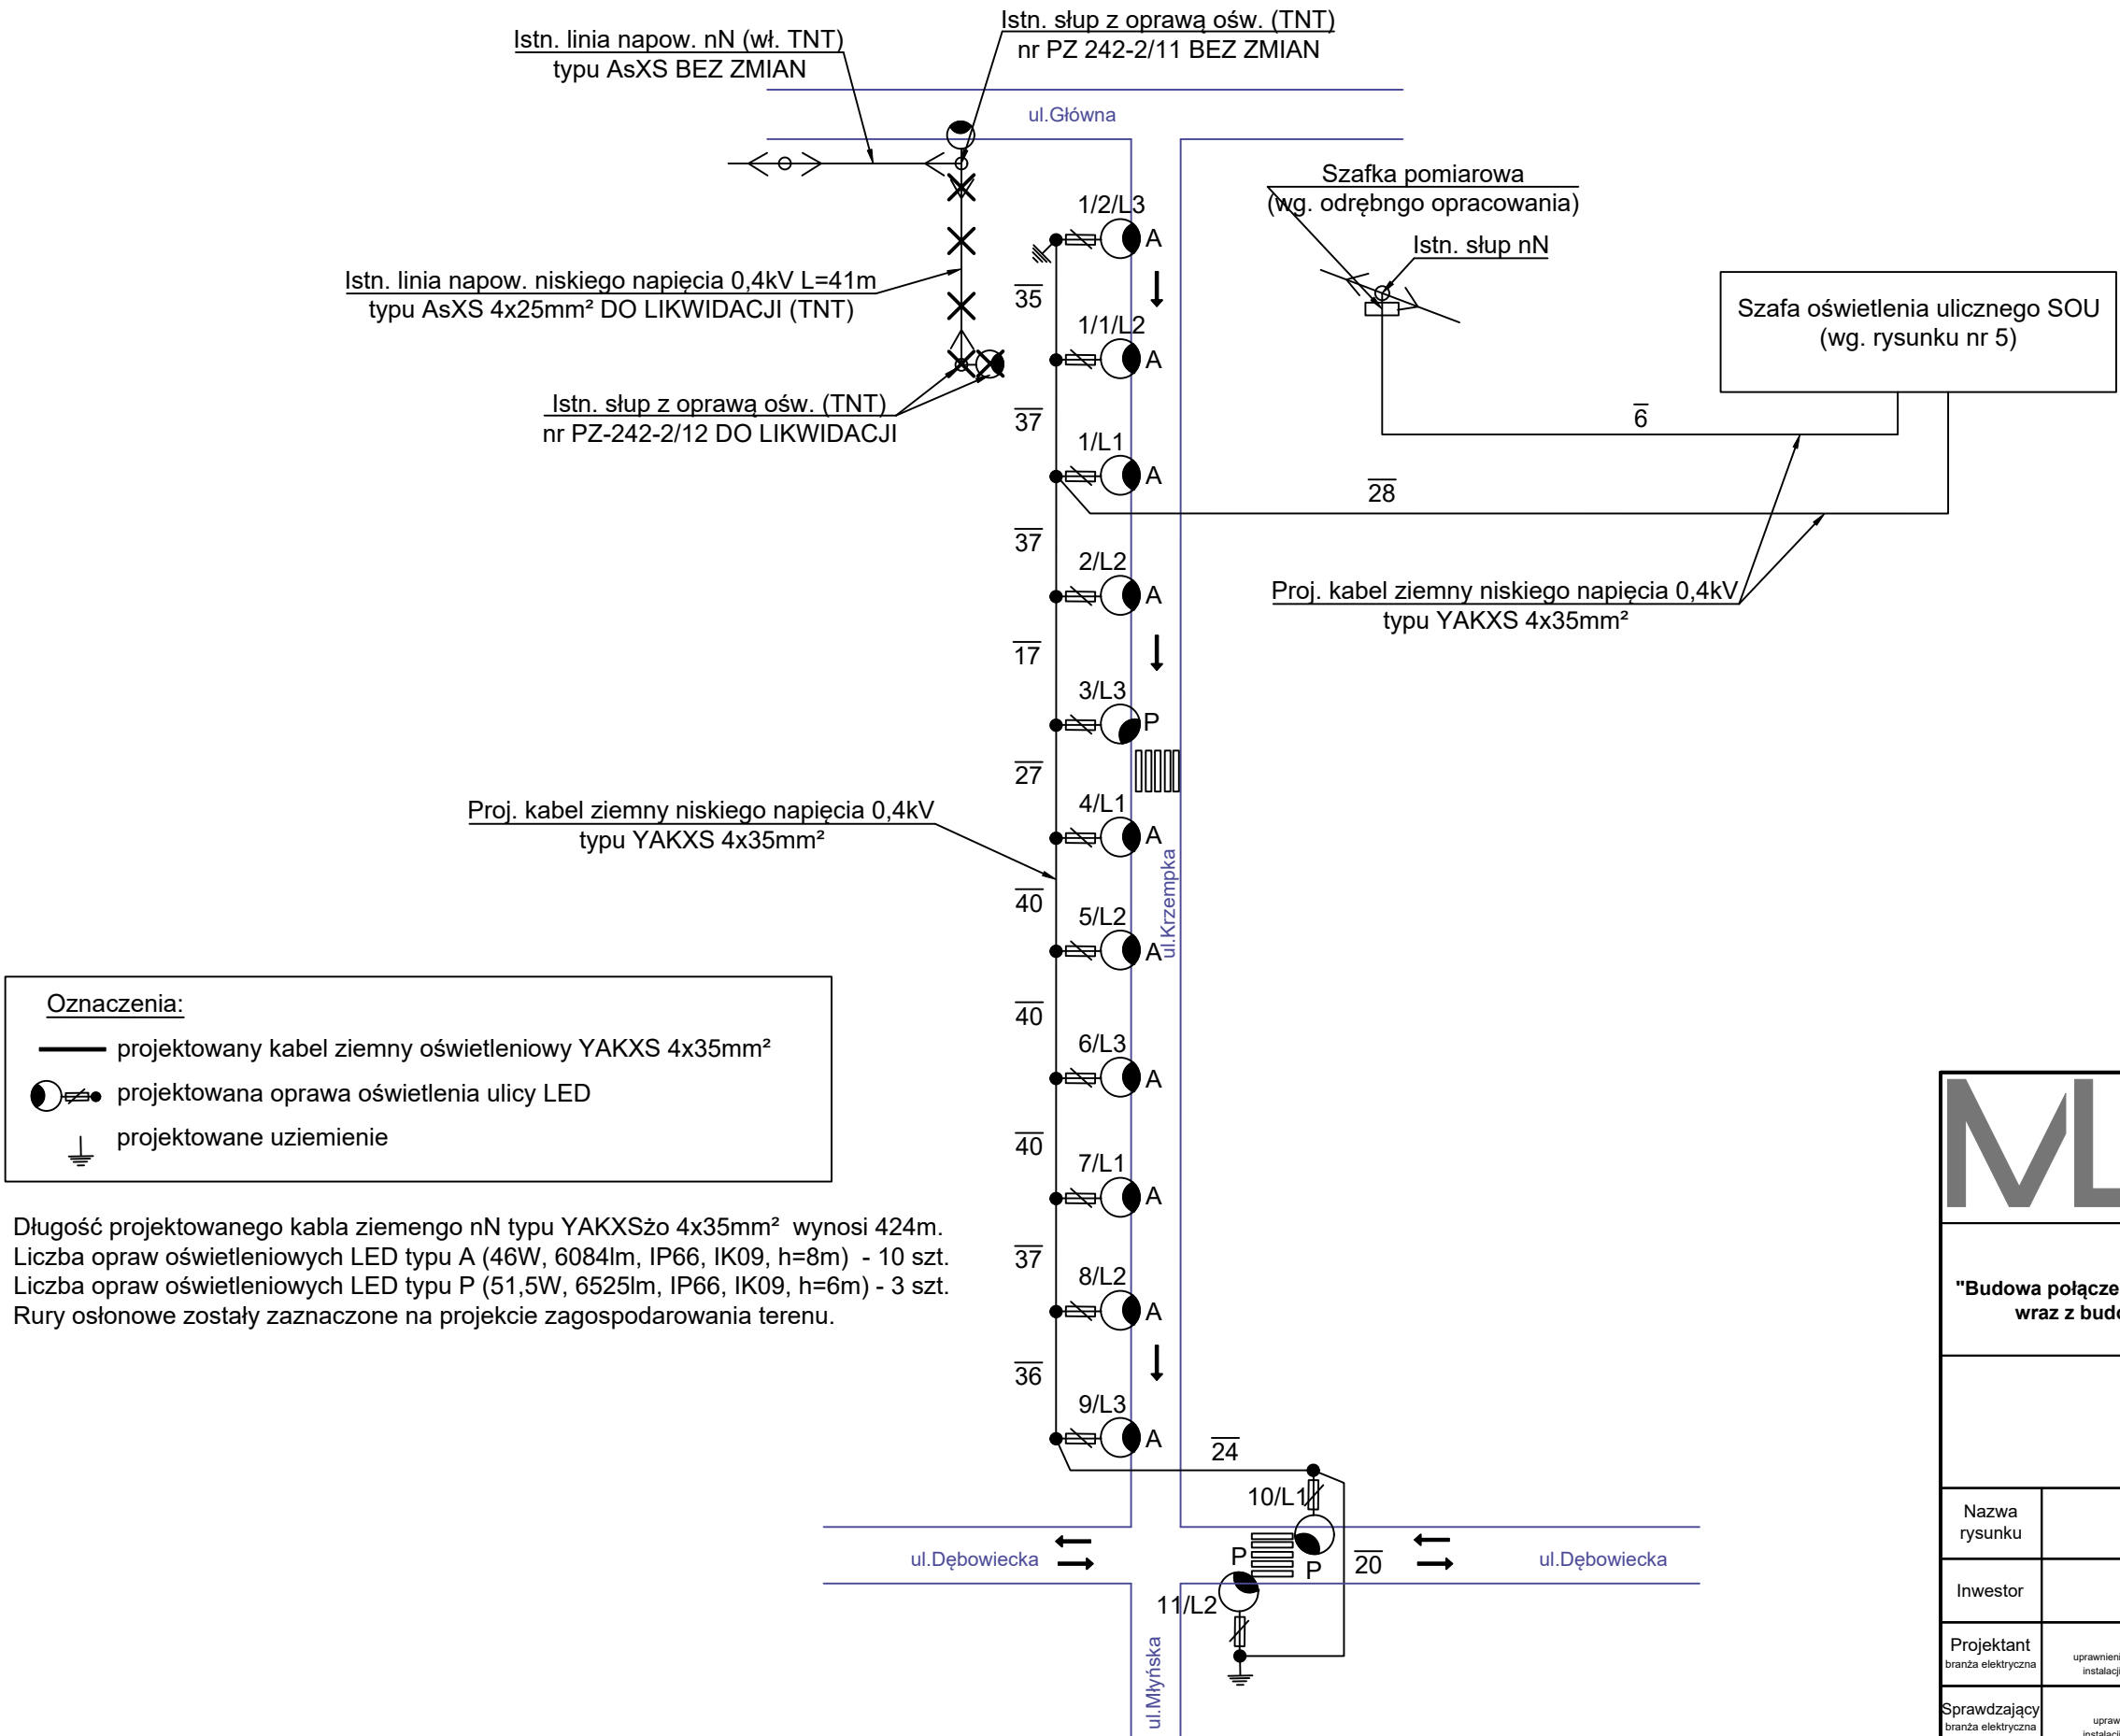 Istn. linia napow. nN (wł. TNT)
typu AsXS BEZ ZMIAN
Istn. słup z oprawą ośw. (TNT)
nr PZ 242-2/11 BEZ ZMIAN
ul.Główna
Szafka pomiarowa
(wg. odrębngo opracowania)
Istn. słup nN
Szafa oświetlenia ulicznego SOU
(wg. rysunku nr 5)
Istn. linia napow. niskiego napięcia 0,4kV L=41m
typu AsXS 4x25mm² DO LIKWIDACJI (TNT)
Istn. słup z oprawą ośw. (TNT)
nr PZ-242-2/12 DO LIKWIDACJI
1/2/L3
A
35
1/1/L2
A
37
1/L1
A
6
28
37
2/L2
A
Proj. kabel ziemny niskiego napięcia 0,4kV
typu YAKXS 4x35mm²
17
3/L3
P
27
4/L1
A
Proj. kabel ziemny niskiego napięcia 0,4kV
typu YAKXS 4x35mm²
ul.Krzempka
40
5/L2
A
40
6/L3
A
40
7/L1
A
37
8/L2
A
36
9/L3
A
24
10/L1
P
P
20
11/L2
ul.Dębowiecka
ul.Dębowiecka
ul.Młyńska
Oznaczenia:
projektowany kabel ziemny oświetleniowy YAKXS 4x35mm²
projektowana oprawa oświetlenia ulicy LED
projektowane uziemienie
Długość projektowanego kabla ziemengo nN typu YAKXSżo 4x35mm² wynosi 424m.
Liczba opraw oświetleniowych LED typu A (46W, 6084lm, IP66, IK09, h=8m) - 10 szt.
Liczba opraw oświetleniowych LED typu P (51,5W, 6525lm, IP66, IK09, h=6m) - 3 szt.
Rury osłonowe zostały zaznaczone na projekcie zagospodarowania terenu.
ML
"Budowa połącze
wraz z budo
Nazwa
rysunku
Inwestor
Projektant
branża elektryczna
uprawnieni
instalacji
Sprawdzający
branża elektryczna
upraw
instalacji